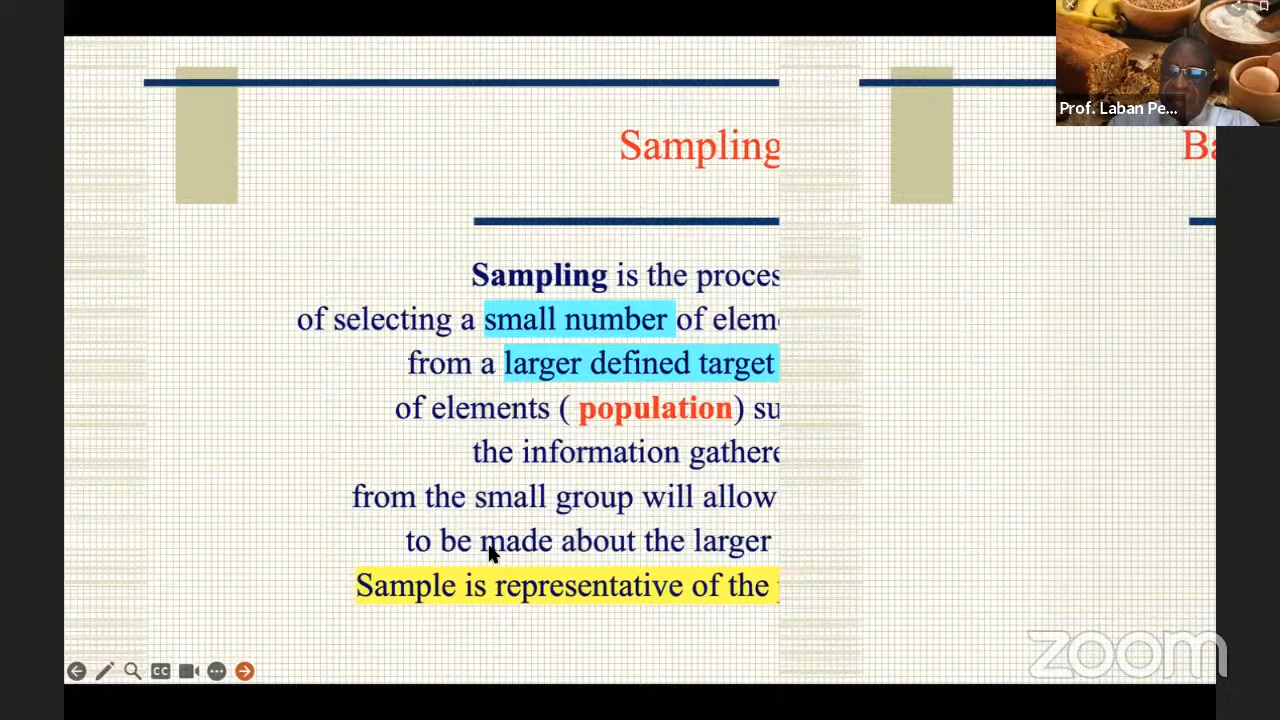 Prof. Laban Pe...
Sampling
Ba
Sampling is the proces
of selecting a small number of elem
from a larger defined target
of elements ( population) su
the information gathere
from the small group will allow
to be made about the larger
Sample is representative of the
CC
zoom